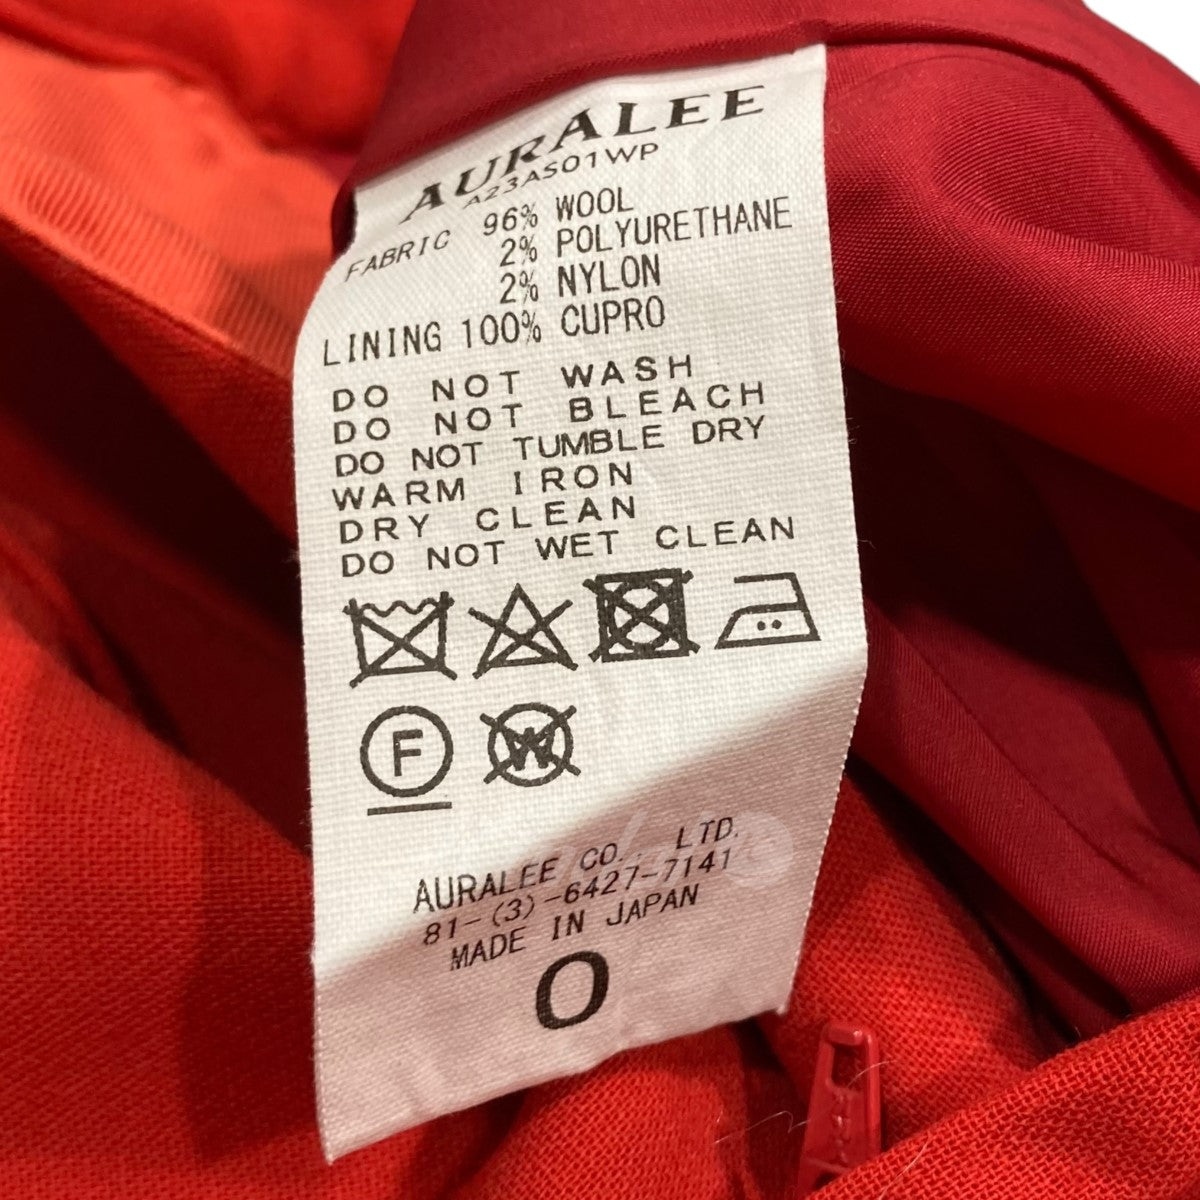 AURALEE
A23AS01WP
FABRIC 96% WOOL
2% POLYURETHANE
2% NYLON
LINING 100% CUPRO
DO NOT WASH
DO NOT BLEACH
DO NOT TUMBLE DRY
WARM IRON
DRY CLEAN
DO NOT WET CLEAN
F W
AURALEE CO., LTD.
81-(3)-6427-7141
MADE IN JAPAN
0